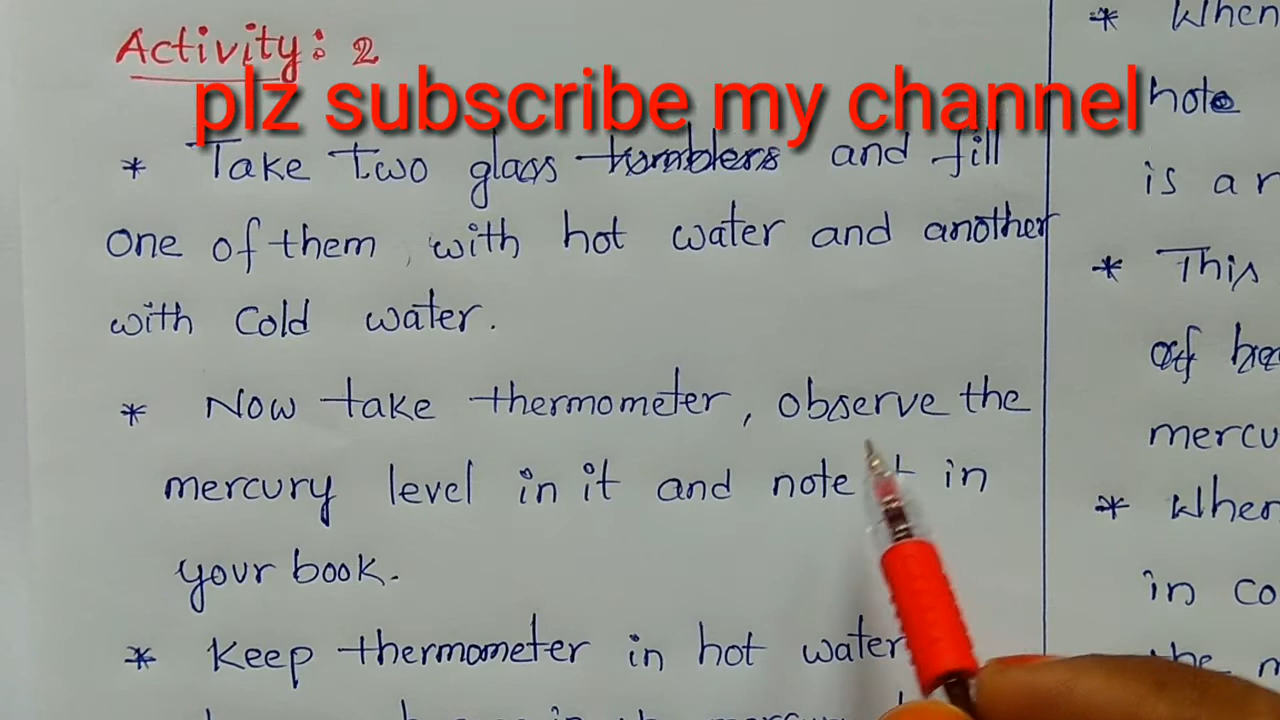 Activity: 2
plz subscribe my channel
* Take two glass tumblers and fill
one of them, with hot water and another
with cold water.
* Now take thermometer, observe the
mercury level in it and note in
your book.
* Keep thermometer in hot water
* When
hote
is a
* This
of
mercu
* When
in co
the m